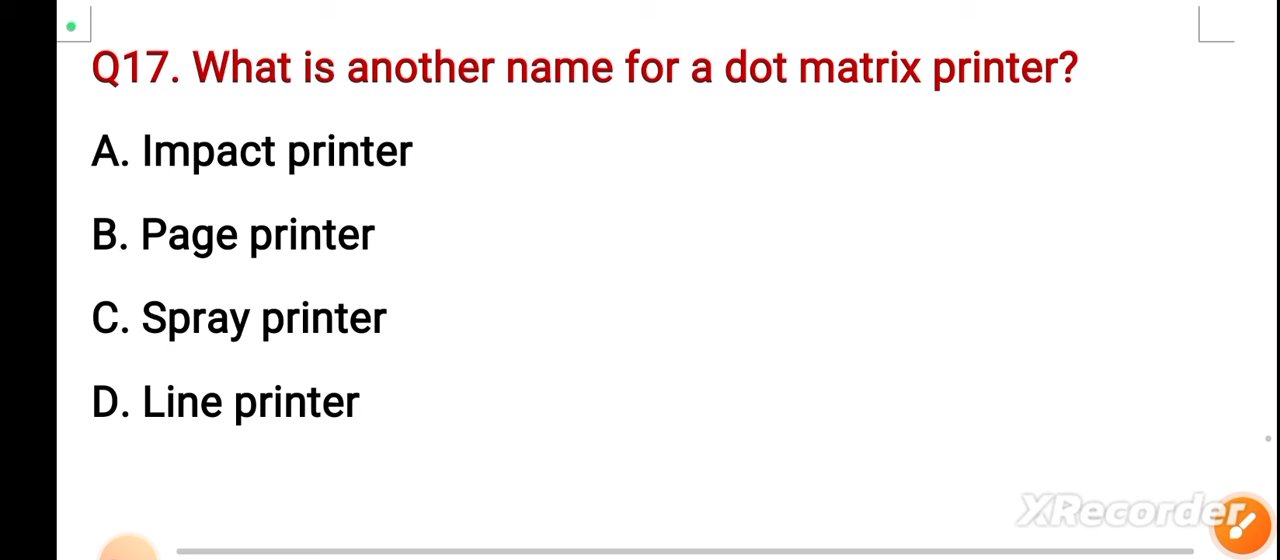 Q17. What is another name for a dot matrix printer?
A. Impact printer
B. Page printer
C. Spray printer
D. Line printer
XRecorder